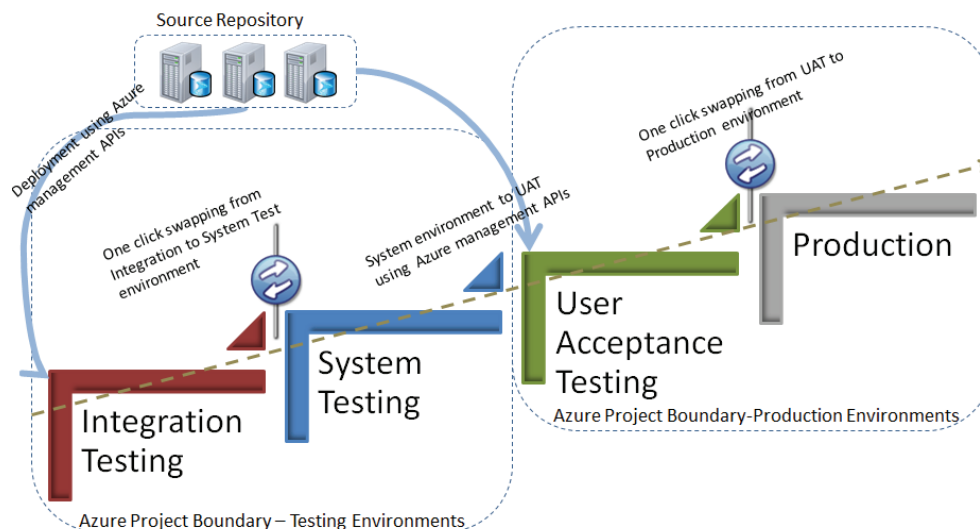 Source Repository
Deployment using Azure
management APIs
One click swapping from
Integration to System Test
environment
System environment to UAT
using Azure management APIs
One click swapping from UAT to
Production environment
Integration
Testing
System
Testing
User
Acceptance
Testing
Production
Azure Project Boundary-Production Environments
Azure Project Boundary – Testing Environments